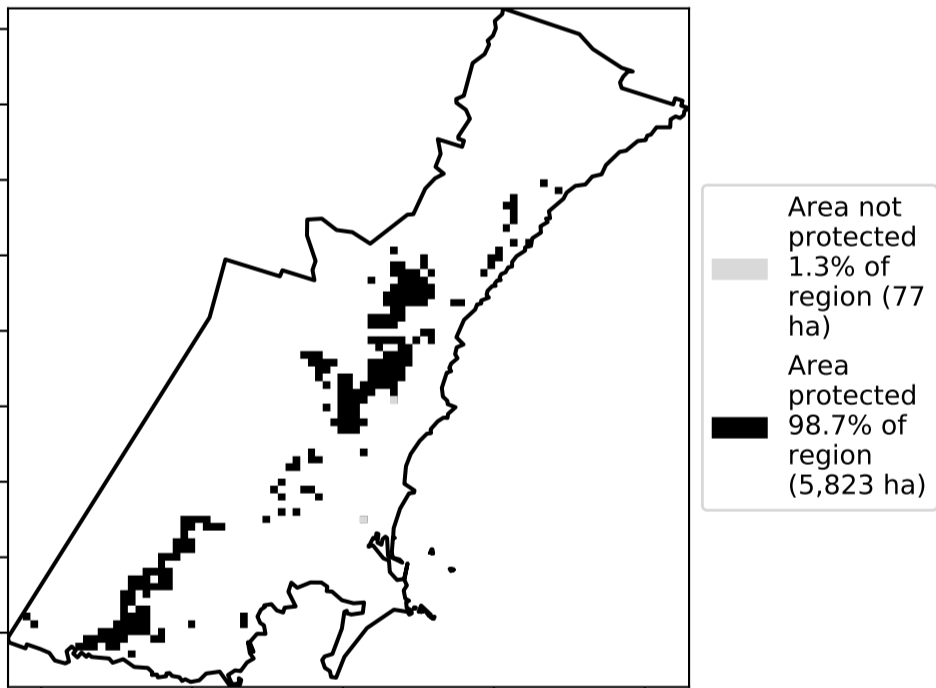 Area not
protected
1.3% of
region (77
ha)
Area
protected
98.7% of
region
(5,823 ha)